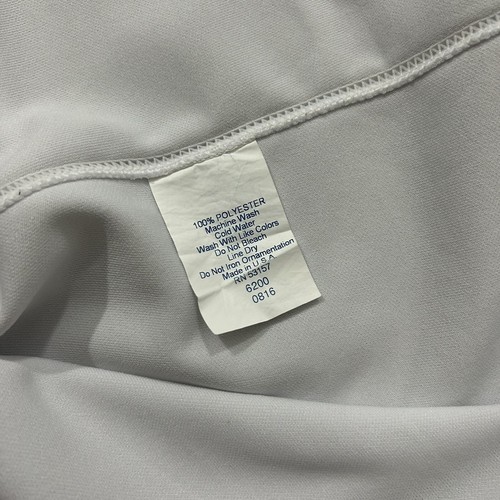 100% POLYESTER
Machine Wash
Cold Water
Wash With Like Colors
Do Not Bleach
Line Dry
Do Not Iron Ornamentation
Made in U.S.A
RN 53157
6200
0816